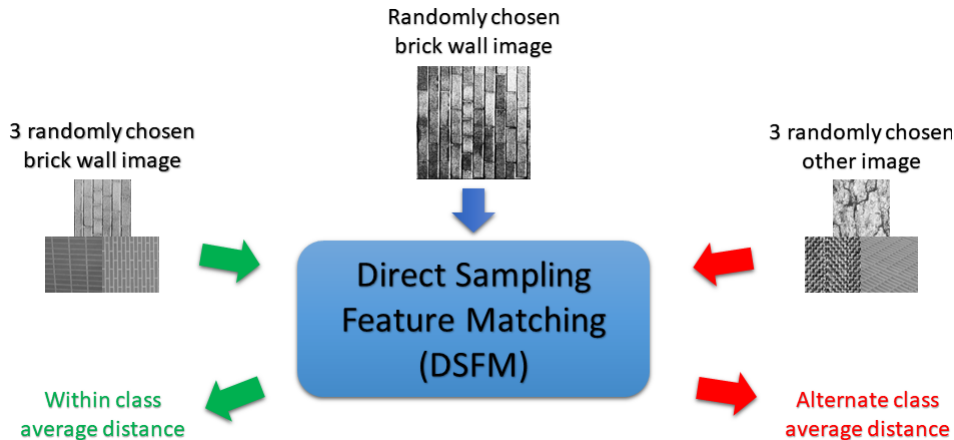 Randomly chosen
brick wall image
3 randomly chosen
brick wall image
3 randomly chosen
other image
Direct Sampling
Feature Matching
(DSFM)
Within class
average distance
Alternate class
average distance